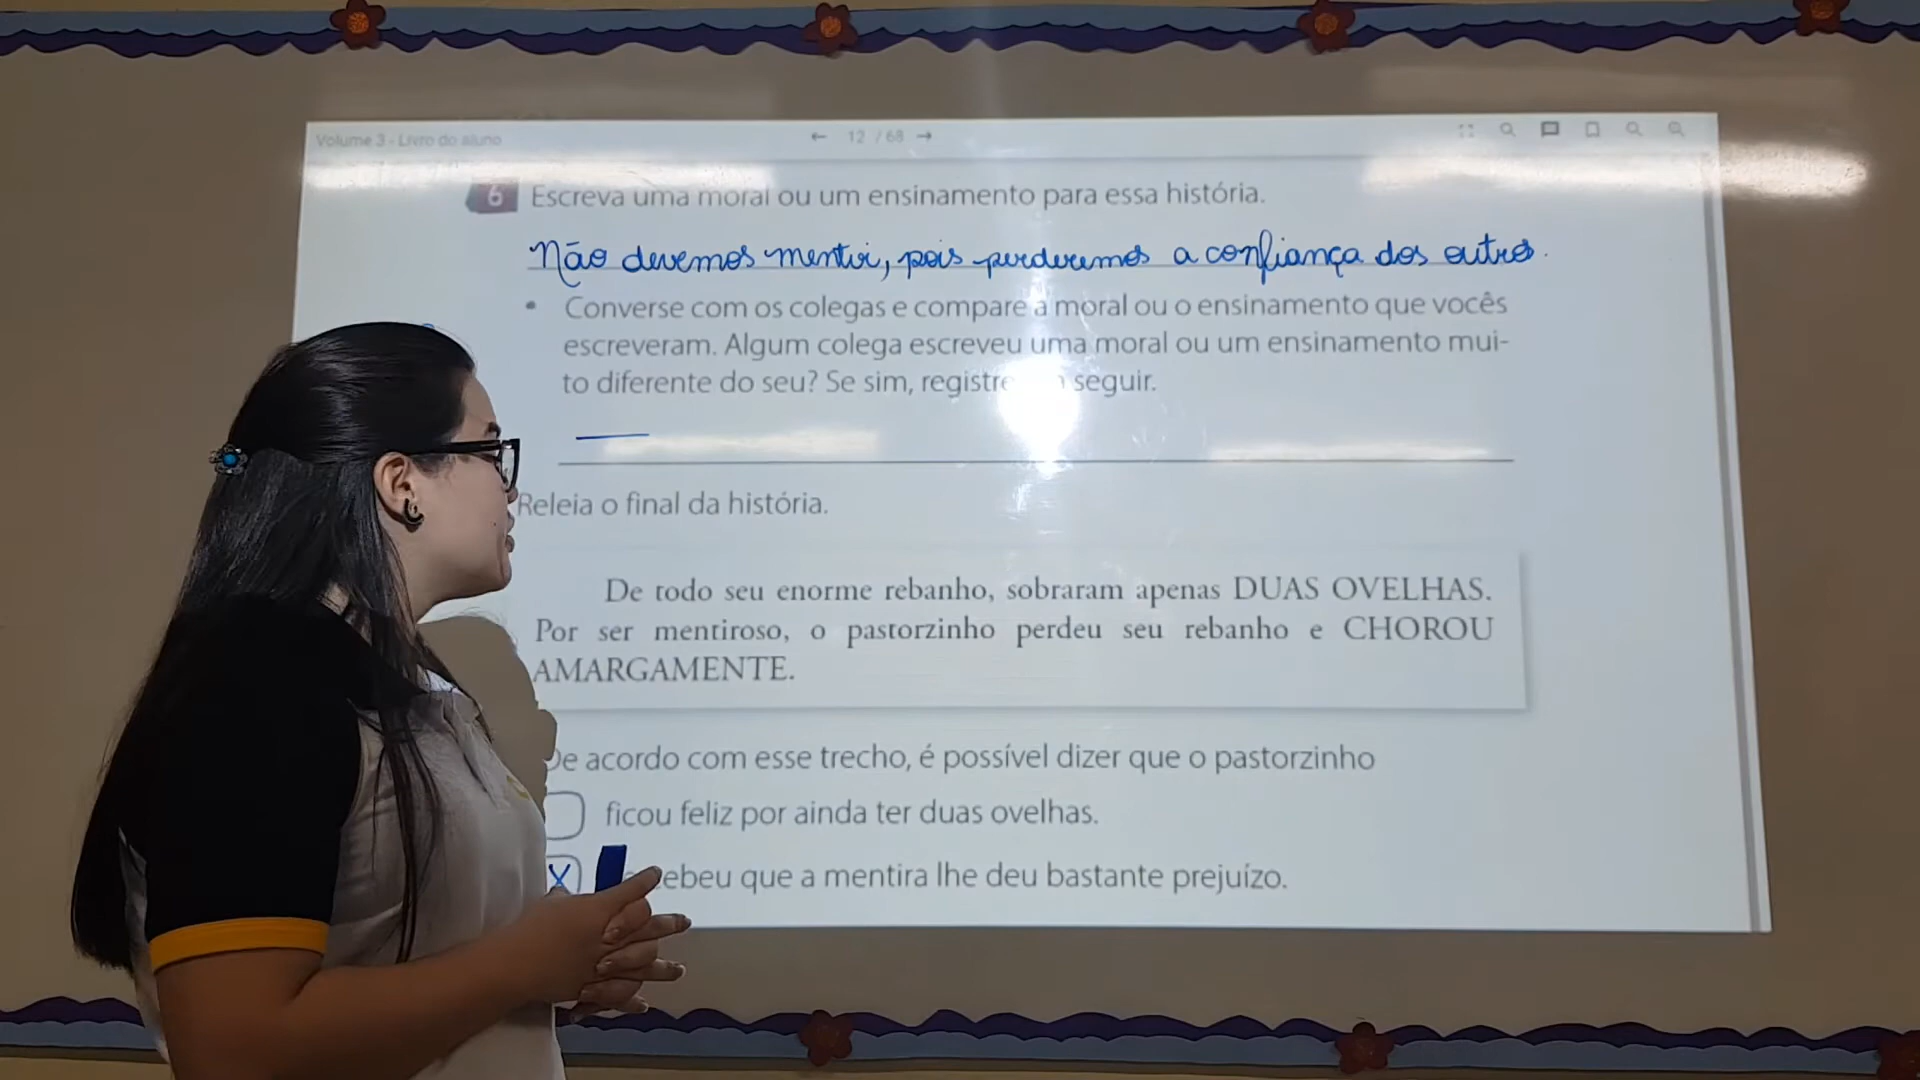 Volume 3 - Livro do aluno
← 12 / 68 →
6 Escreva uma moral ou um ensinamento para essa história.
Não devemos mentir, pois perderemos a confiança dos outros.
• Converse com os colegas e compare a moral ou o ensinamento que vocês
escreveram. Algum colega escreveu uma moral ou um ensinamento mui-
to diferente do seu? Se sim, registre seguir.
Releia o final da história.
De todo seu enorme rebanho, sobraram apenas DUAS OVELHAS.
Por ser mentiroso, o pastorzinho perdeu seu rebanho e CHOROU
AMARGAMENTE.
De acordo com esse trecho, é possível dizer que o pastorzinho
ficou feliz por ainda ter duas ovelhas.
X cebeu que a mentira lhe deu bastante prejuízo.